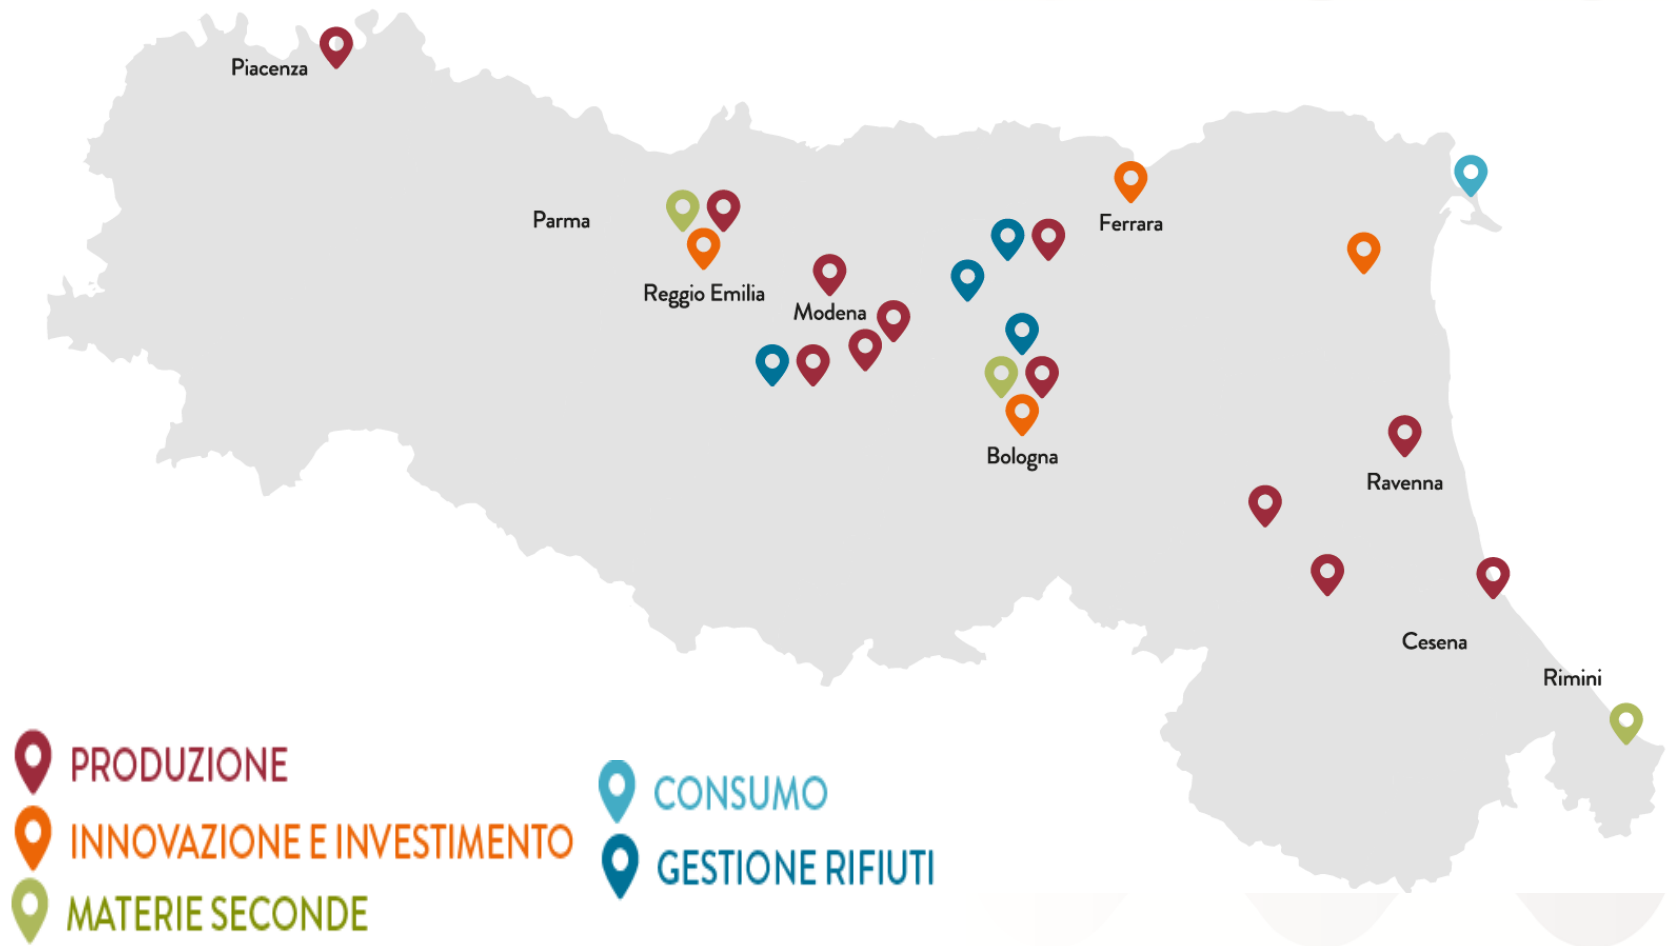 Piacenza
Parma
Ferrara
Reggio Emilia
Modena
Bologna
Ravenna
Cesena
Rimini
PRODUZIONE
INNOVAZIONE E INVESTIMENTO
MATERIE SECONDE
CONSUMO
GESTIONE RIFIUTI